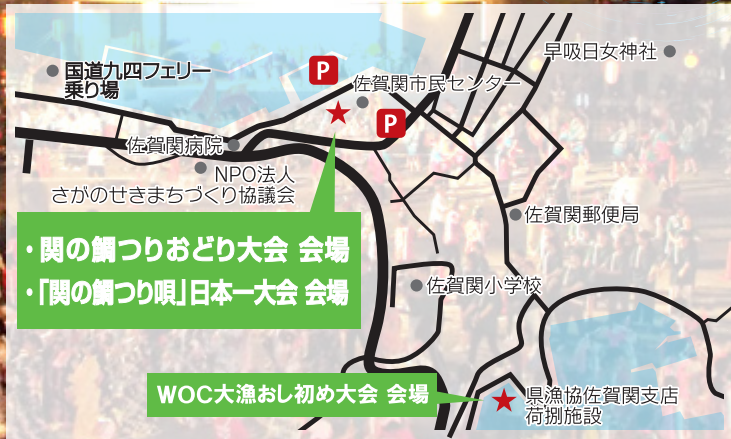 早吸日女神社
国道九四フェリー
乗り場
P
佐賀関市民センター
P
佐賀関病院
NPO法人
さがのせきまちづくり協議会
・関の鯛つりおどり大会 会場
・「関の鯛つり唄」日本一大会 会場
佐賀関郵便局
佐賀関小学校
WOC大漁おし初め大会 会場
県漁協佐賀関支店
荷捌施設